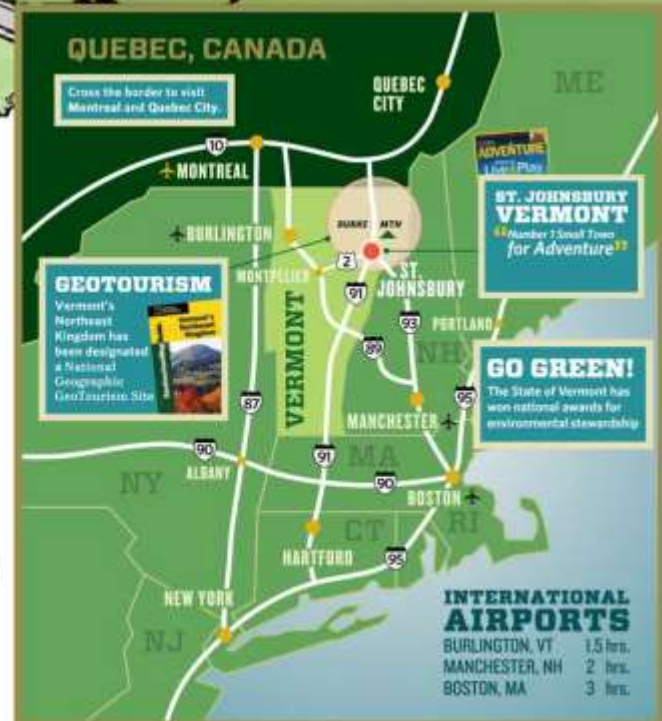 QUEBEC, CANADA
Cross the border to visit
Montreal and Quebec City.
QUEBEC
CITY
ME
10
MONTREAL
ADVENTURE
Live & Play
ST. JOHNSBURY
VERMONT
"Number 1 Small Town
for Adventure"
BURKE MTN
BURLINGTON
2
MONTPELIER
ST.
JOHNSBURY
91
93
GEOTOURISM
Vermont's
Northeast
Kingdom has
been designated
a National
Geographic
GeoTourism Site
VERMONT
PORTLAND
89
NH
GO GREEN!
The State of Vermont has
won national awards for
environmental stewardship
87
95
MANCHESTER
90
91
MA
ALBANY
90
NY
BOSTON
CT
RI
HARTFORD
95
NEW YORK
NJ
INTERNATIONAL
AIRPORTS
BURLINGTON, VT 1.5 hrs.
MANCHESTER, NH 2 hrs.
BOSTON, MA 3 hrs.